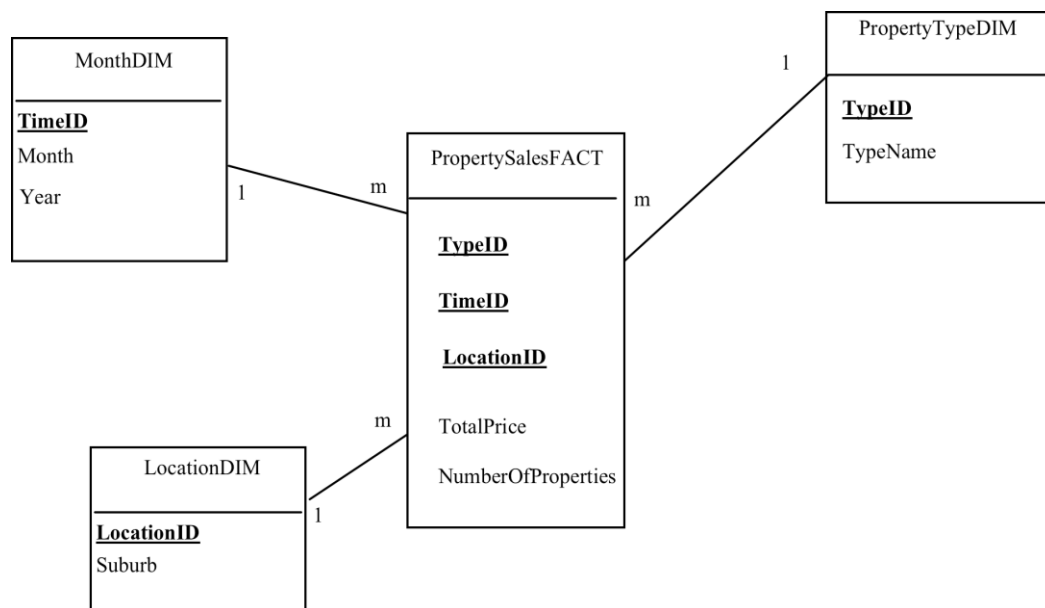 MonthDIM
TimeID
Month
Year
1
m
PropertySalesFACT
TypeID
TimeID
LocationID
TotalPrice
NumberOfProperties
PropertyTypeDIM
TypeID
TypeName
1
m
LocationDIM
LocationID
Suburb
1
m